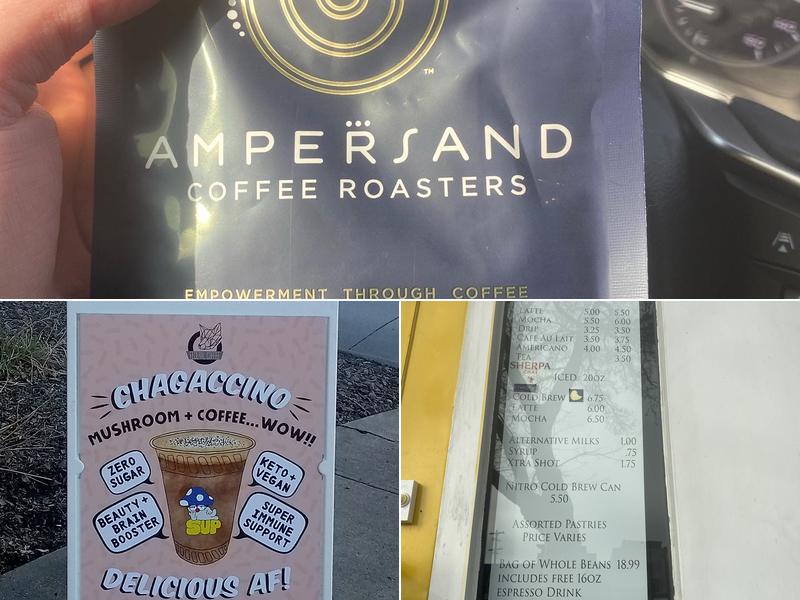 AMPERSAND
COFFEE ROASTERS
EMPOWERMENT THROUGH COFFEE
CHAGACCINO
MUSHROOM + COFFEE...WOW!!
ZERO SUGAR
KETO + VEGAN
BEAUTY + BRAIN BOOSTER
SUPER IMMUNE SUPPORT
SUP
DELICIOUS AF!
LATTE 5.00 5.50
MOCHA 5.50 6.00
DRIP 3.25 3.50
CAFE AU LAIT 3.50 3.75
AMERICANO 4.00 4.50
TEA 3.50
SHERPA
CHAI
ICED 20OZ
COLD BREW 6.75
LATTE 6.00
MOCHA 6.50
ALTERNATIVE MILKS 1.00
SYRUP .75
XTRA SHOT 1.75
NITRO COLD BREW CAN
5.50
ASSORTED PASTRIES
PRICE VARIES
BAG OF WHOLE BEANS 18.99
INCLUDES FREE 16OZ
ESPRESSO DRINK